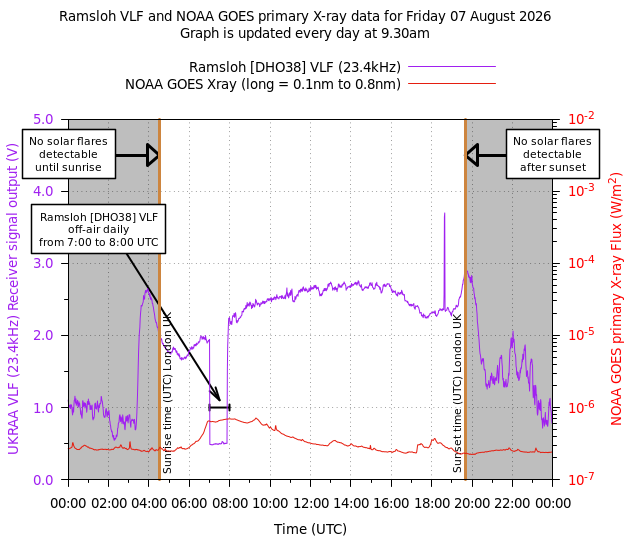 Ramsloh VLF and NOAA GOES primary X-ray data for Friday 07 August 2026
Graph is updated every day at 9.30am
Ramsloh [DHO38] VLF (23.4kHz)
NOAA GOES Xray (long = 0.1nm to 0.8nm)
5.0
4.0
3.0
2.0
1.0
0.0
UKRAA VLF (23.4kHz) Receiver signal output (V)
10-2
10-3
10-4
10-5
10-6
10-7
NOAA GOES primary X-ray Flux (W/m2)
No solar flares
detectable
until sunrise
No solar flares
detectable
after sunset
Ramsloh [DHO38] VLF
off-air daily
from 7:00 to 8:00 UTC
Sunrise time (UTC) London UK
Sunset time (UTC) London UK
00:00 02:00 04:00 06:00 08:00 10:00 12:00 14:00 16:00 18:00 20:00 22:00 00:00
Time (UTC)